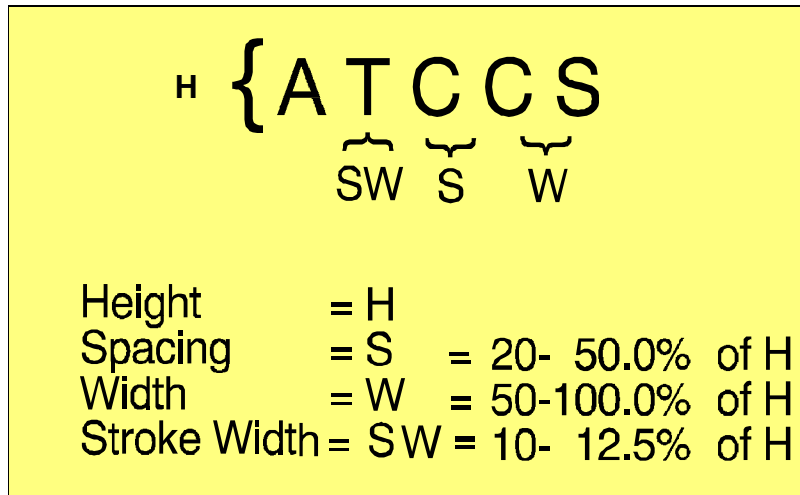 H { A T C C S
SW S W
Height = H
Spacing = S = 20- 50.0% of H
Width = W = 50-100.0% of H
Stroke Width = SW = 10- 12.5% of H